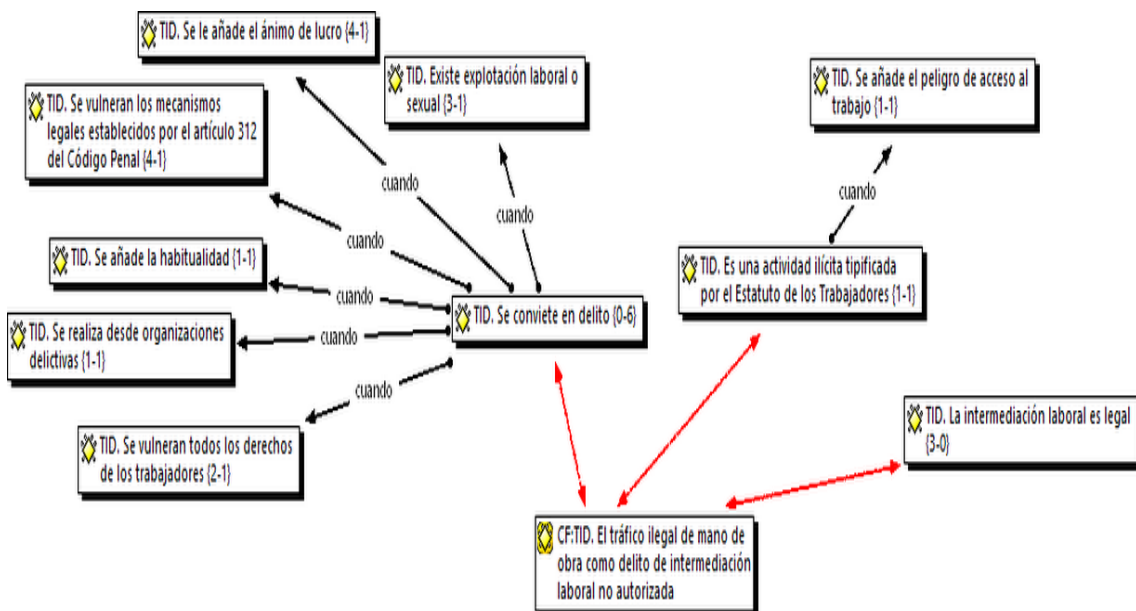 TID. Se le añade el ánimo de lucro {4-1}
TID. Existe explotación laboral o
sexual {3-1}
TID. Se añade el peligro de acceso al
trabajo {1-1}
TID. Se vulneran los mecanismos
legales establecidos por el artículo 312
del Código Penal {4-1}
cuando
cuando
cuando
cuando
TID. Se añade la habitualidad {1-1}
cuando
TID. Es una actividad ilícita tipificada
por el Estatuto de los Trabajadores {1-1}
TID. Se conviete en delito {0-6}
TID. Se realiza desde organizaciones
delictivas {1-1}
cuando
cuando
TID. La intermediación laboral es legal
{3-0}
TID. Se vulneran todos los derechos
de los trabajadores {2-1}
CF:TID. El tráfico ilegal de mano de
obra como delito de intermediación
laboral no autorizada